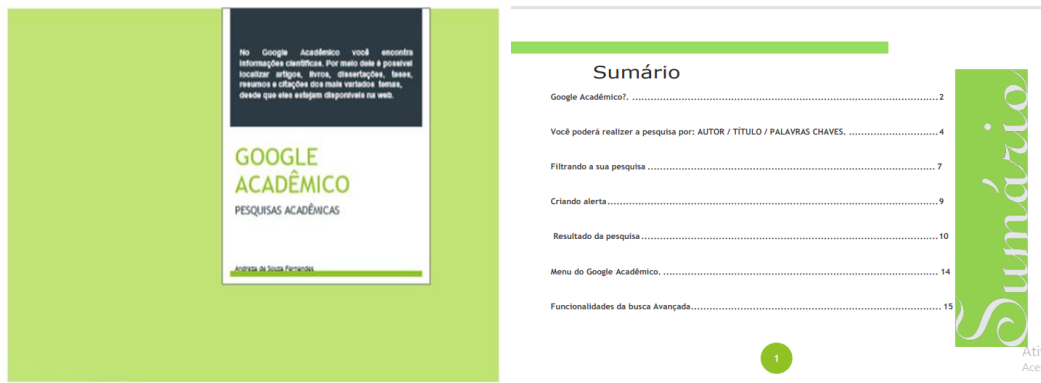 No Google Acadêmico você encontra
informações científicas. Por meio dele é possível
localizar artigos, livros, dissertações, teses,
resumos e citações dos mais variados temas,
desde que eles estejam disponíveis na web.
GOOGLE
ACADÊMICO
PESQUISAS ACADÊMICAS
Andreza de Souza Fernandes
Sumário
Google Acadêmico?. ........................................................................................ 2
Você poderá realizer a pesquisa por: AUTOR / TÍTULO / PALAVRAS CHAVES. .......................... 4
Filtrando a sua pesquisa ................................................................................... 7
Criando alerta............................................................................................... 9
Resultado da pesquisa ..................................................................................... 10
Menu do Google Acadêmico. ............................................................................... 14
Funcionalidades da busca Avançada....................................................................... 15
Sumário
1
Ati
Ace